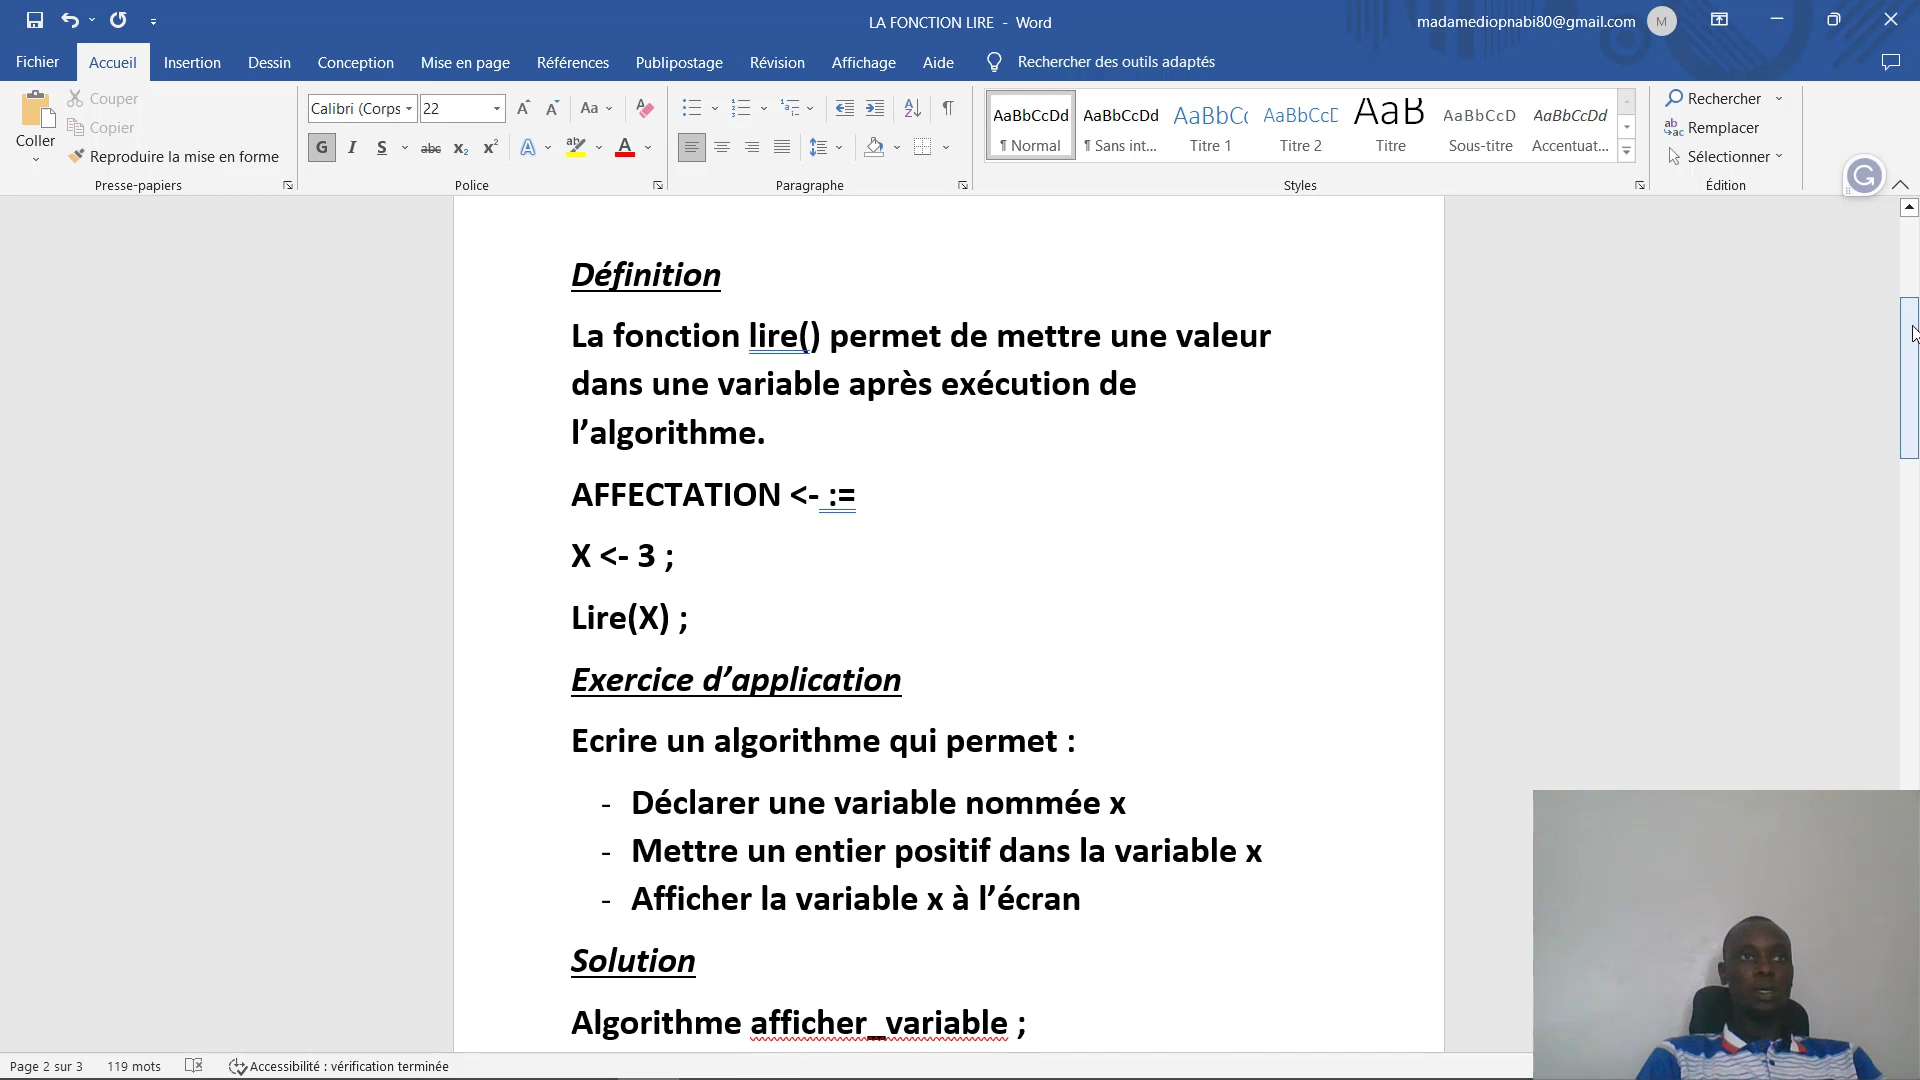 LA FONCTION LIRE - Word
madamediopnabi80@gmail.com
M
Fichier
Accueil
Insertion
Dessin
Conception
Mise en page
Références
Publipostage
Révision
Affichage
Aide
Rechercher des outils adaptés
Coller
Couper
Copier
Reproduire la mise en forme
Presse-papiers
Calibri (Corps
22
Aa
G I S abc x₂ x² A ab A
Police
Paragraphe
AaBbCcDd
¶ Normal
AaBbCcDd
¶ Sans int...
AaBbC(
Titre 1
AaBbCcD
Titre 2
AaB
Titre
AaBbCcD
Sous-titre
AaBbCcDd
Accentuat...
Styles
Rechercher
Remplacer
Sélectionner
Édition
Définition
La fonction lire() permet de mettre une valeur
dans une variable après exécution de
l’algorithme.
AFFECTATION <- :=
X <- 3 ;
Lire(X) ;
Exercice d’application
Ecrire un algorithme qui permet :
- Déclarer une variable nommée x
- Mettre un entier positif dans la variable x
- Afficher la variable x à l’écran
Solution
Algorithme afficher_variable ;
Page 2 sur 3
119 mots
Accessibilité : vérification terminée